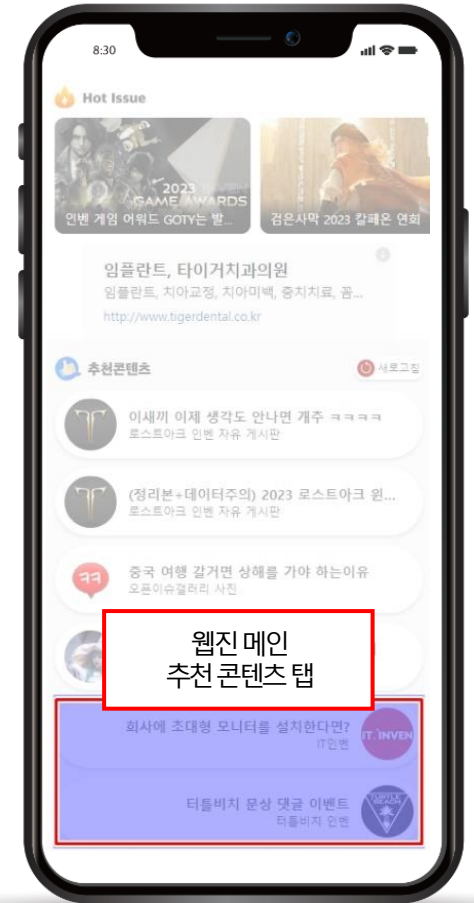 8:30
Hot Issue
2023
GAME AWARDS
인벤 게임 어워드 GOTY는 발...
검은사막 2023 칼페온 연회
임플란트, 타이거치과의원
임플란트, 치아교정, 치아미백, 충치치료, 꼼...
http://www.tigerdental.co.kr
추천콘텐츠
새로고침
이새끼 이제 생각도 안나면 개추 ㅋㅋㅋㅋ
로스트아크 인벤 자유 게시판
(정리본+데이터주의) 2023 로스트아크 윈...
로스트아크 인벤 자유 게시판
ㅋㅋ
중국 여행 갈거면 상해를 가야 하는이유
오픈이슈갤러리 사진
웹진 메인
추천 콘텐츠 탭
회사에 초대형 모니터를 설치한다면?
IT인벤
IT.INVEN
터틀비치 문상 댓글 이벤트
터틀비치 인벤
TURTLE
BEACH